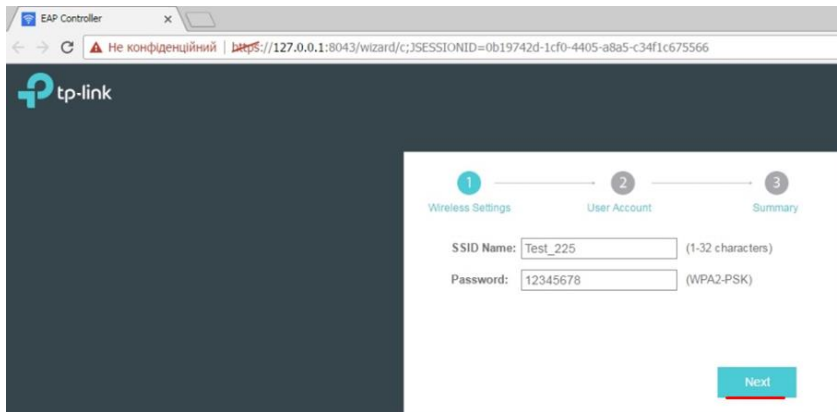 EAP Controller
Не конфіденційний | https://127.0.0.1:8043/wizard/c;JSESSIONID=0b19742d-1cf0-4405-a8a5-c34f1c675566
tp-link
1 2 3
Wireless Settings User Account Summary
SSID Name: Test_225 (1-32 characters)
Password: 12345678 (WPA2-PSK)
Next